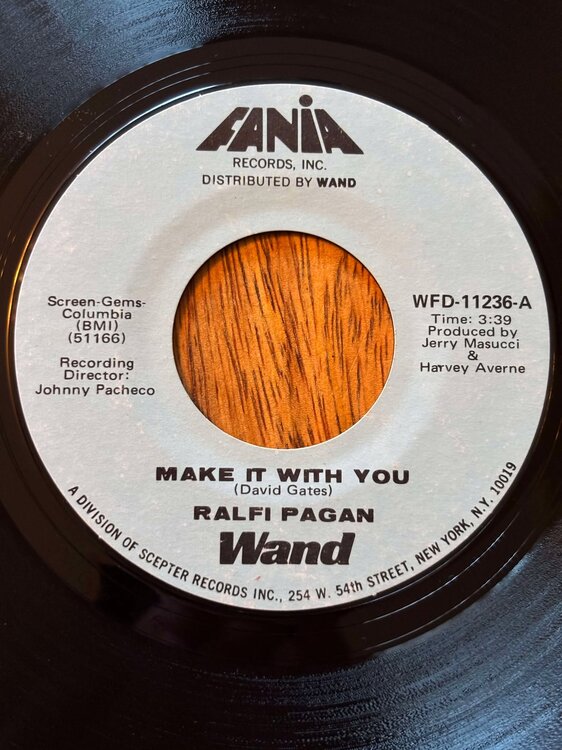 FANIA
RECORDS, INC.
DISTRIBUTED BY WAND
Screen-Gems-
Columbia
(BMI)
(51166)
Recording
Director:
Johnny Pacheco
WFD-11236-A
Time: 3:39
Produced by
Jerry Masucci
&
Harvey Averne
MAKE IT WITH YOU
(David Gates)
RALFI PAGAN
Wand
A DIVISION OF SCEPTER RECORDS INC., 254 W. 54th STREET, NEW YORK, N.Y. 10019